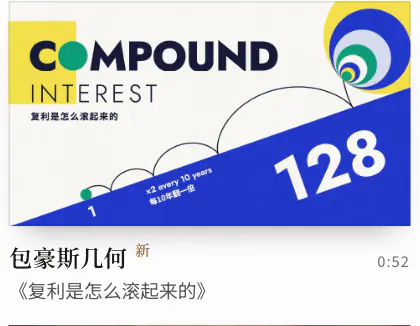 COMPOUND
INTEREST
复利是怎么滚起来的
x2 every 10 years
每10年翻一倍
1
128
包豪斯几何 新
0:52
《复利是怎么滚起来的》